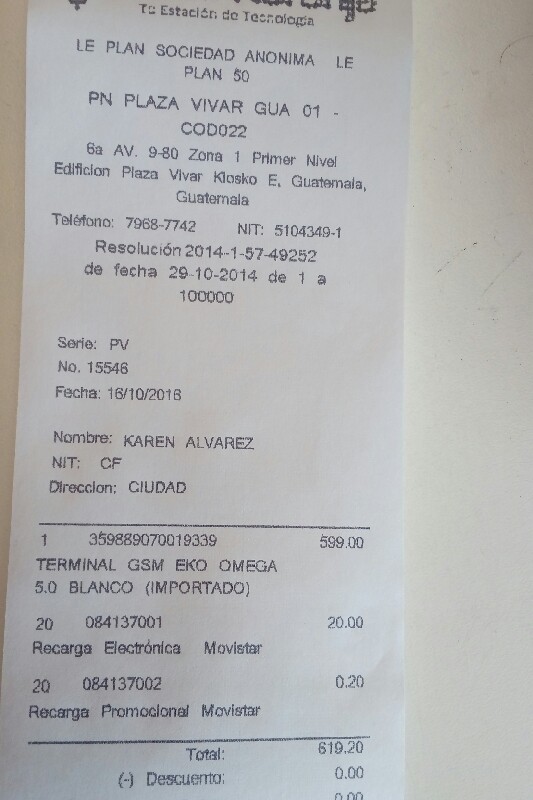 Tu Estación de Tecnología
LE PLAN SOCIEDAD ANONIMA LE
PLAN 50
PN PLAZA VIVAR GUA 01 -
COD022
6a AV. 9-80 Zona 1 Primer Nivel
Edificion Plaza Vivar Kiosko E, Guatemala,
Guatemala
Teléfono: 7968-7742 NIT: 5104349-1
Resolución 2014-1-57-49252
de fecha 29-10-2014 de 1 a
100000
Serie: PV
No. 15546
Fecha: 16/10/2016
Nombre: KAREN ALVAREZ
NIT: CF
Direccion: CIUDAD
1 359889070019339 599.00
TERMINAL GSM EKO OMEGA
5.0 BLANCO (IMPORTADO)
20 084137001 20.00
Recarga Electrónica Movistar
20 084137002 0.20
Recarga Promocional Movistar
Total: 619.20
(-) Descuento: 0.00
0.00